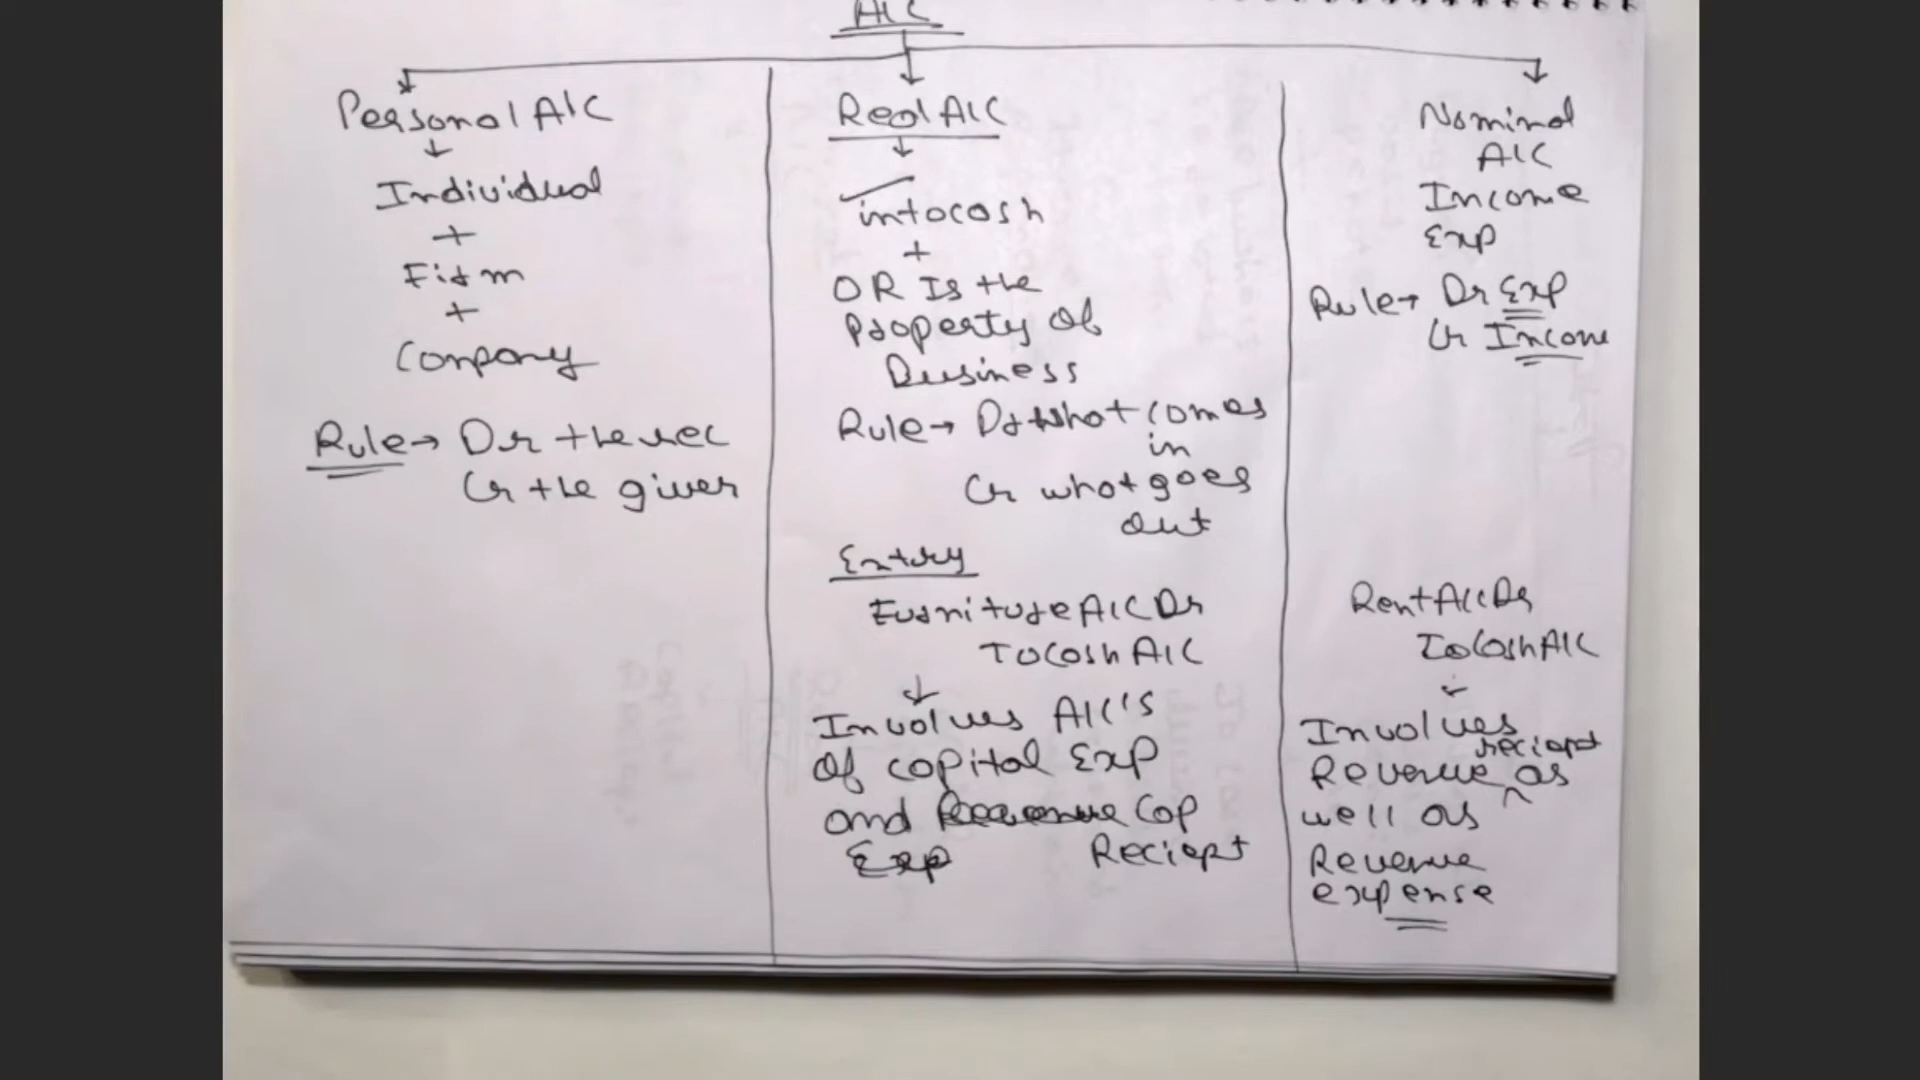 A/C
Personal A/C
Individual
+
Firm
+
Company
Rule → Dr the rec
Cr the giver
Real A/C
intocash
+
OR Is the
Property Of
Business
Rule → Dr What comes
in
Cr what goes
out
Entry
Furniture A/C Dr
To Cash A/C
Involves A/C's
Of capital Exp
and Revenue Cap
Exp Reciept
Nominal
A/C
Income
Exp
Rule → Dr Exp
Cr Income
Rent A/c Dr
To Cash A/C
Involves
reciept
Revenue ^ as
well as
Revenue
expense